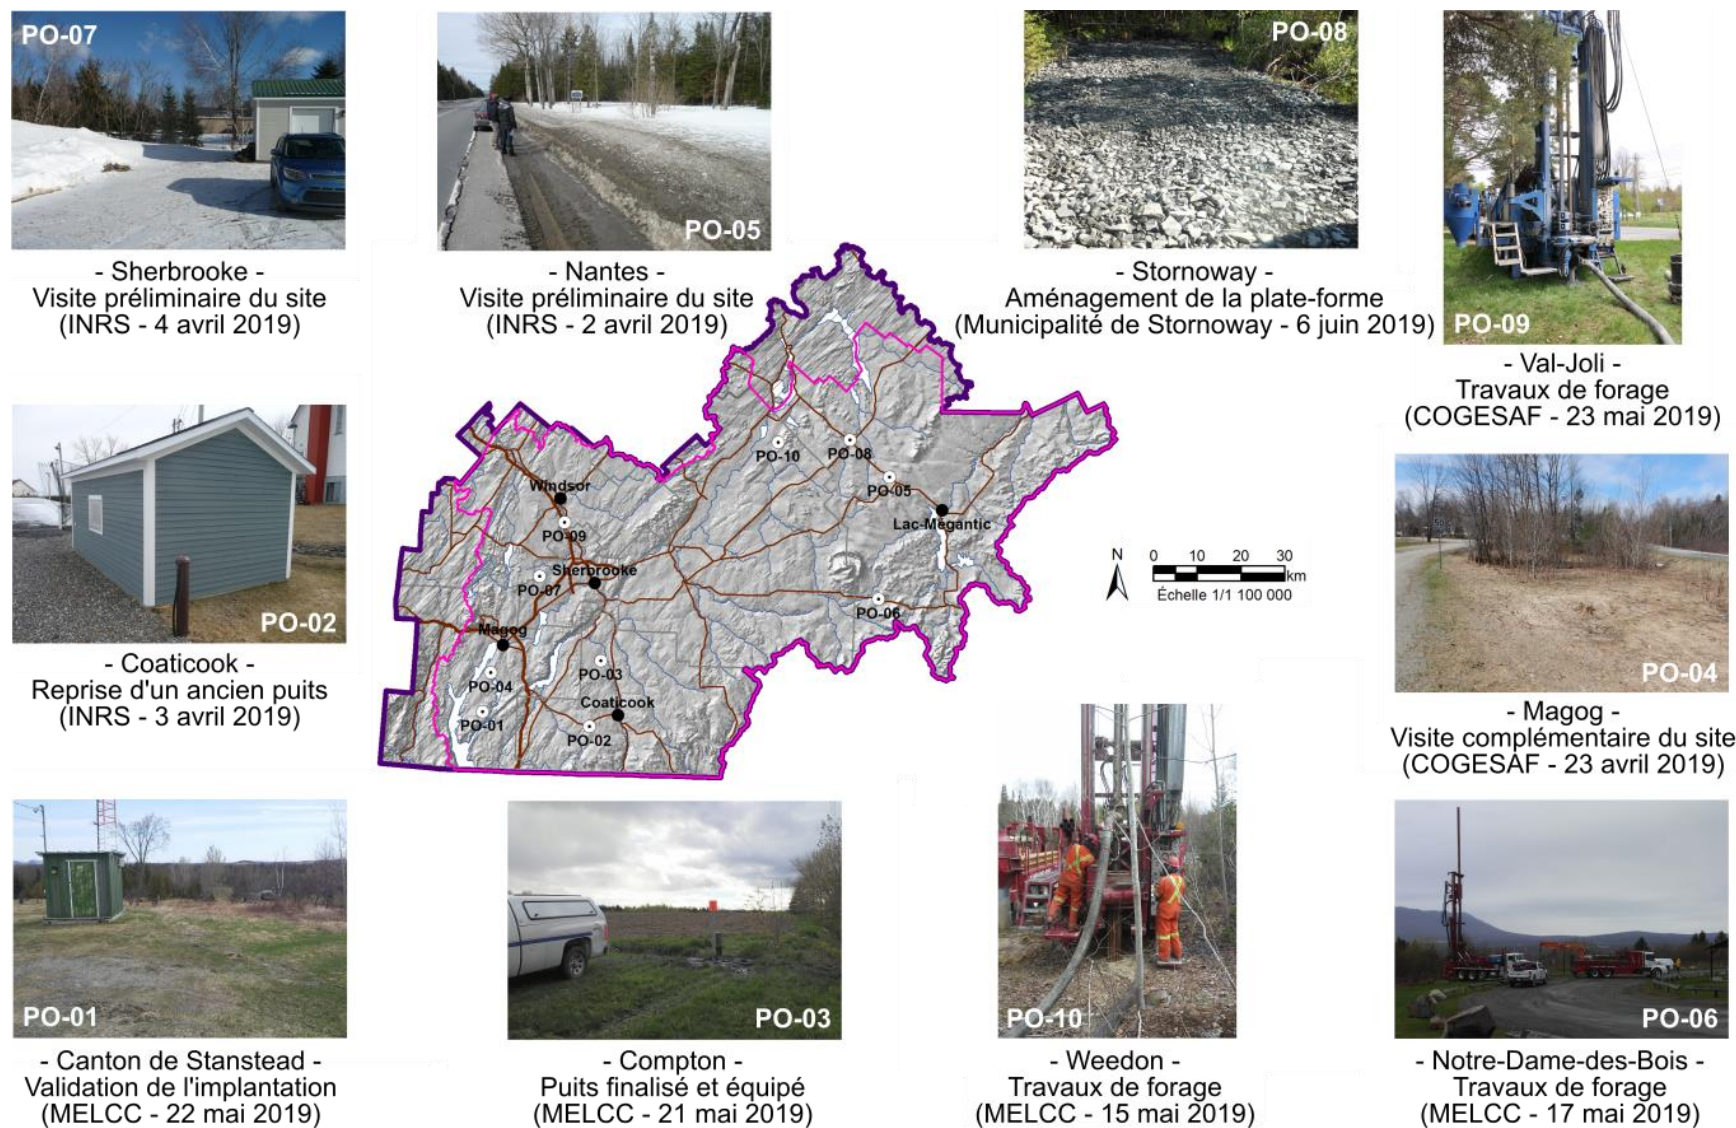 PO-07
- Sherbrooke -
Visite préliminaire du site
(INRS - 4 avril 2019)
PO-05
- Nantes -
Visite préliminaire du site
(INRS - 2 avril 2019)
PO-08
- Stornoway -
Aménagement de la plate-forme
(Municipalité de Stornoway - 6 juin 2019)
PO-09
- Val-Joli -
Travaux de forage
(COGESAF - 23 mai 2019)
PO-02
- Coaticook -
Reprise d'un ancien puits
(INRS - 3 avril 2019)
PO-10
PO-08
PO-05
Windsor
Lac-Mégantic
PO-09
Sherbrooke
PO-07
PO-06
Magog
PO-03
PO-04
Coaticook
PO-01
PO-02
N
0 10 20 30
km
Échelle 1/1 100 000
PO-04
- Magog -
Visite complémentaire du site
(COGESAF - 23 avril 2019)
PO-01
- Canton de Stanstead -
Validation de l'implantation
(MELCC - 22 mai 2019)
PO-03
- Compton -
Puits finalisé et équipé
(MELCC - 21 mai 2019)
PO-10
- Weedon -
Travaux de forage
(MELCC - 15 mai 2019)
PO-06
- Notre-Dame-des-Bois -
Travaux de forage
(MELCC - 17 mai 2019)